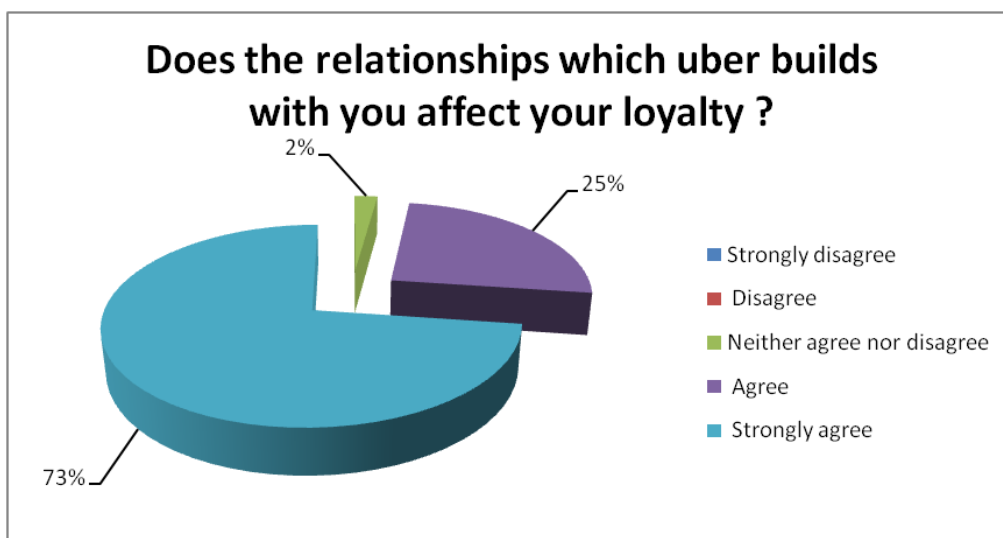 Does the relationships which uber builds
with you affect your loyalty ?
2%
25%
73%
Strongly disagree
Disagree
Neither agree nor disagree
Agree
Strongly agree